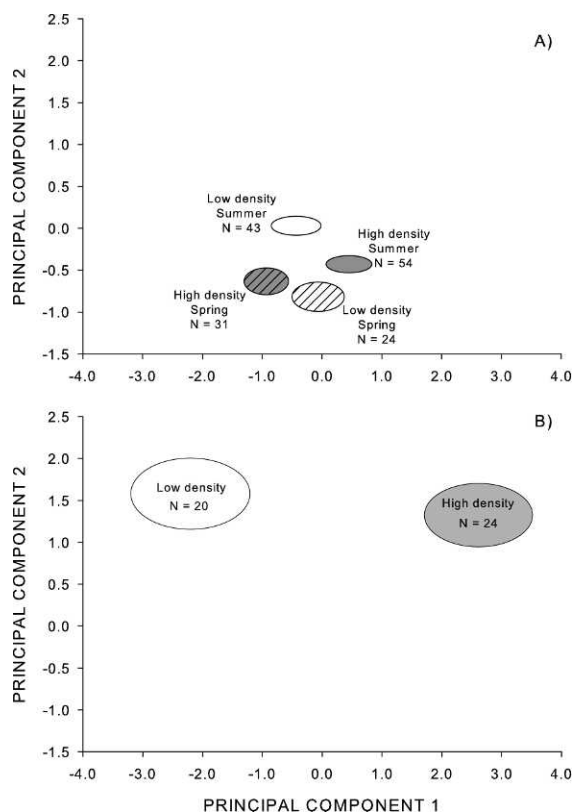 A)
PRINCIPAL COMPONENT 2
2.5
2.0
1.5
1.0
0.5
0.0
-0.5
-1.0
-1.5
Low density
Summer
N = 43
High density
Summer
N = 54
High density
Spring
N = 31
Low density
Spring
N = 24
-4.0 -3.0 -2.0 -1.0 0.0 1.0 2.0 3.0 4.0
B)
PRINCIPAL COMPONENT 2
2.5
2.0
1.5
1.0
0.5
0.0
-0.5
-1.0
-1.5
Low density
N = 20
High density
N = 24
-4.0 -3.0 -2.0 -1.0 0.0 1.0 2.0 3.0 4.0
PRINCIPAL COMPONENT 1